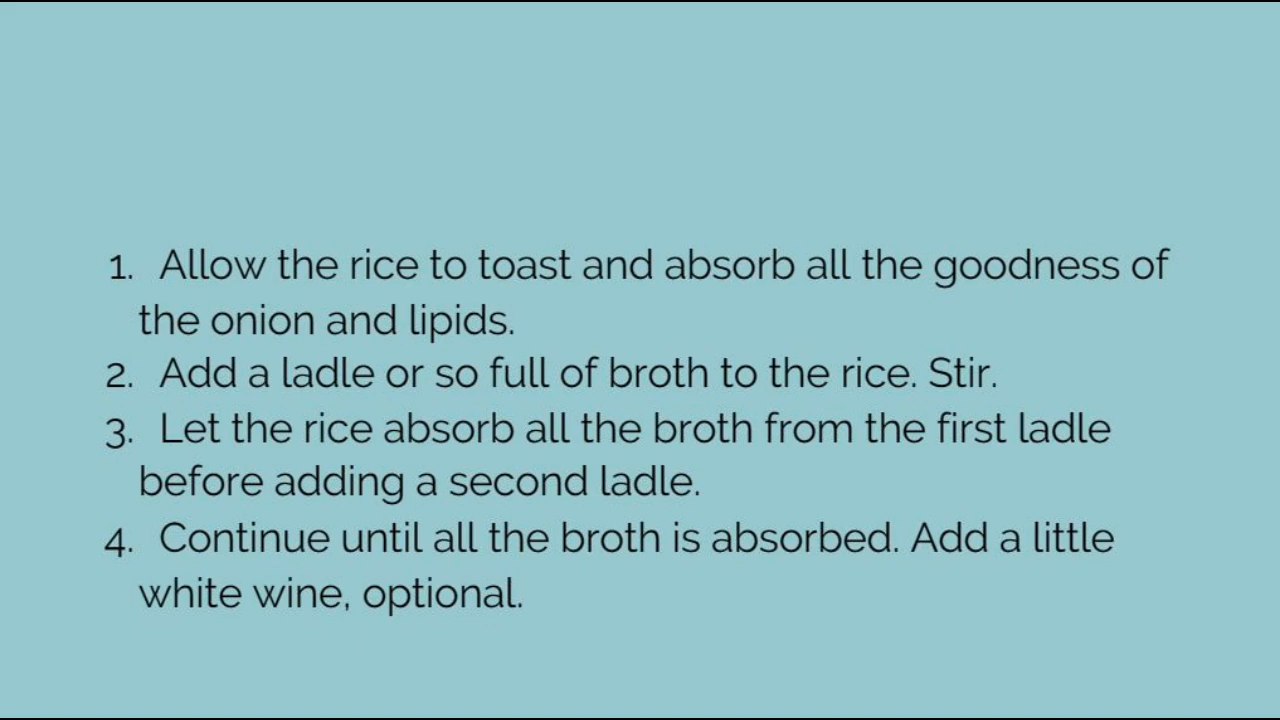 1. Allow the rice to toast and absorb all the goodness of
the onion and lipids.
2. Add a ladle or so full of broth to the rice. Stir.
3. Let the rice absorb all the broth from the first ladle
before adding a second ladle.
4. Continue until all the broth is absorbed. Add a little
white wine, optional.